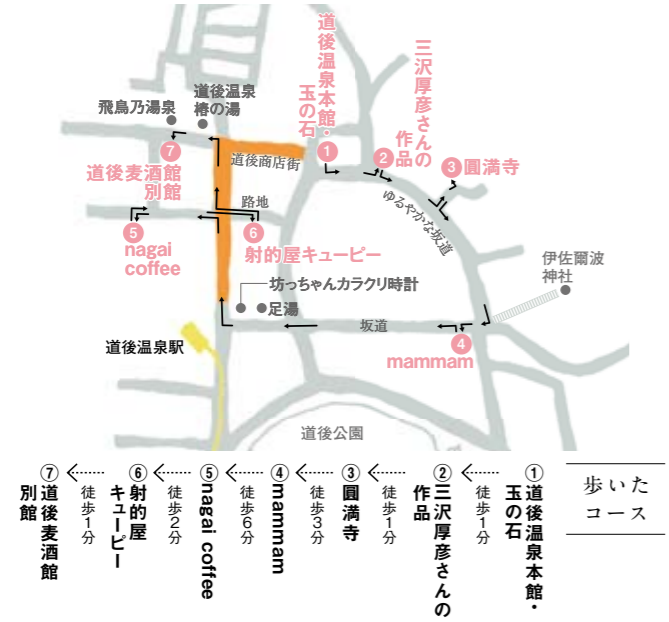 道後温泉本館・
玉の石
1
三沢厚彦さんの
作品
2
3 圓満寺
道後温泉
椿の湯
飛鳥乃湯泉
7
道後麦酒館
別館
道後商店街
路地
ゆるやかな坂道
5
nagai
coffee
6
射的屋キューピー
伊佐爾波
神社
坊っちゃんカラクリ時計
足湯
坂道
道後温泉駅
4
mammam
道後公園
歩いた
コース
①道後温泉本館・
玉の石
徒歩1分
②三沢厚彦さんの
作品
徒歩1分
③圓満寺
徒歩3分
④mammam
徒歩6分
⑤nagai coffee
徒歩2分
⑥射的屋
キューピー
徒歩1分
⑦道後麦酒館
別館